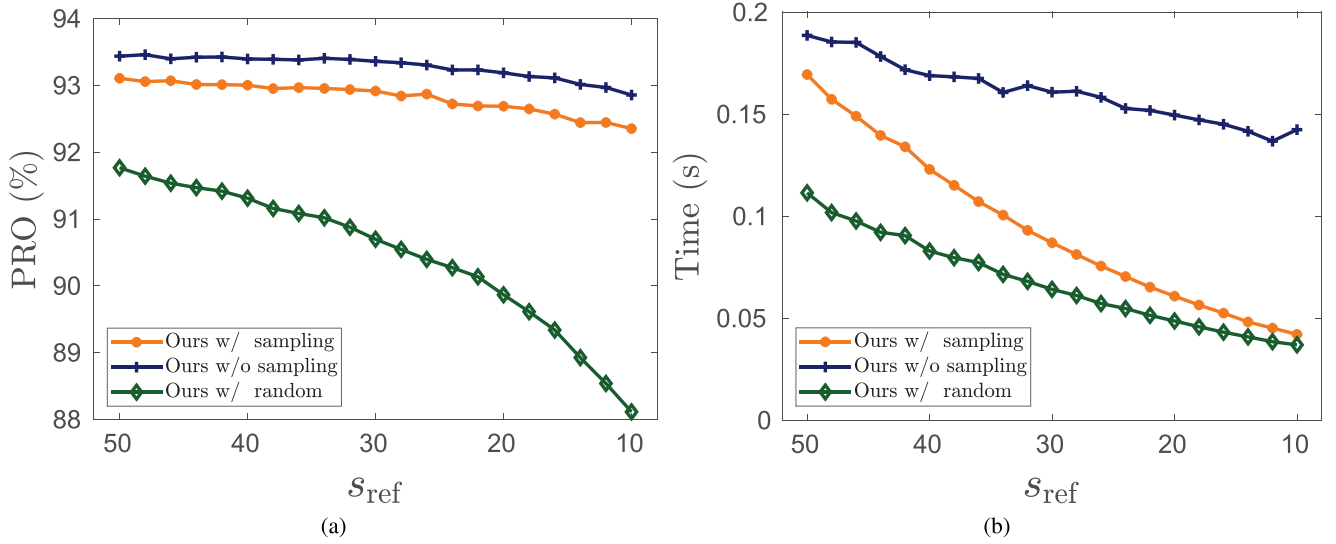 94
93
92
91
90
89
88
PRO (%)
Ours w/ sampling
Ours w/o sampling
Ours w/ random
50 40 30 20 10
s_ref
(a)
0.2
0.15
0.1
0.05
0
Time (s)
Ours w/ sampling
Ours w/o sampling
Ours w/ random
50 40 30 20 10
s_ref
(b)